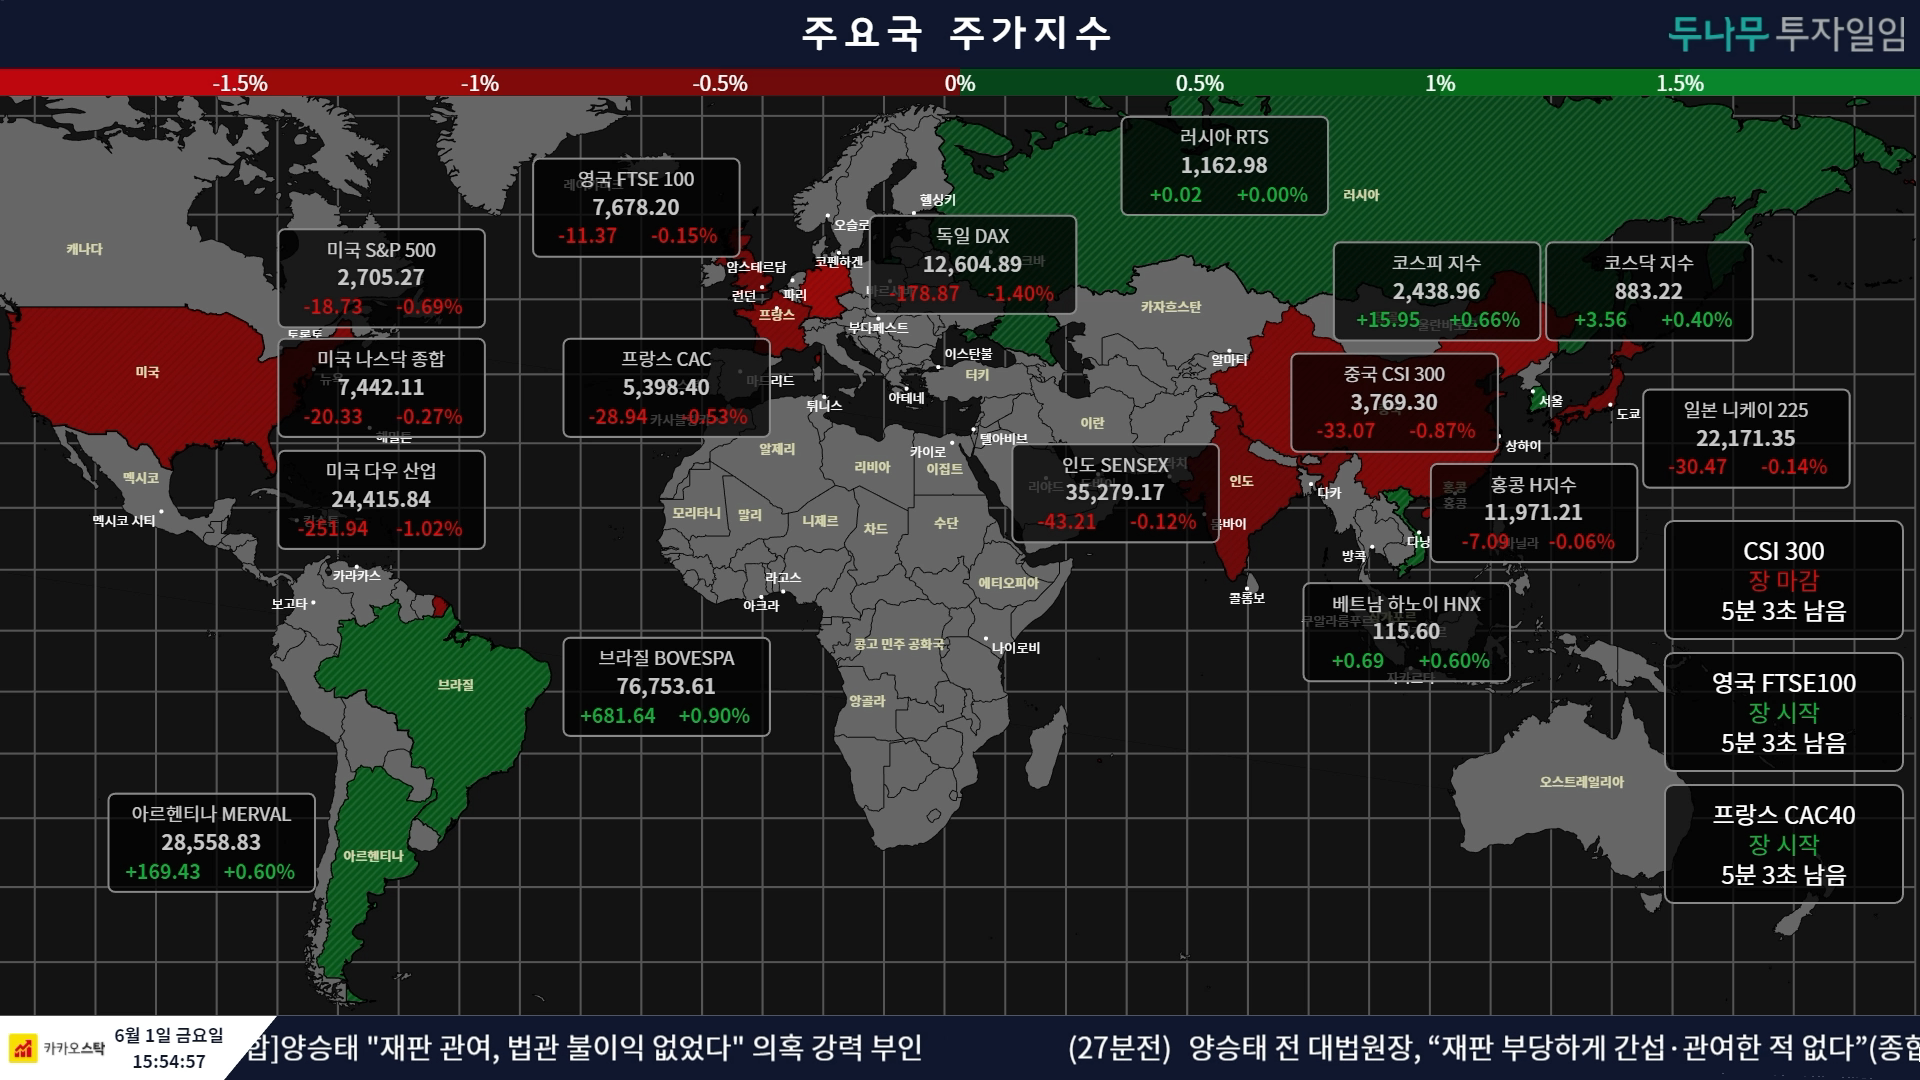 주요국 주가지수
두나무 투자일임
-1.5% -1% -0.5% 0% 0.5% 1% 1.5%
러시아 RTS
1,162.98
+0.02 +0.00%
러시아
영국 FTSE 100
7,678.20
-11.37 -0.15%
헬싱키
오슬로
코펜하겐
독일 DAX
12,604.89
-178.87 -1.40%
캐나다
미국 S&P 500
2,705.27
-18.73 -0.69%
암스테르담
런던
파리
프랑스
부다페스트
카자흐스탄
코스피 지수
2,438.96
+15.95 +0.66%
코스닥 지수
883.22
+3.56 +0.40%
토론토
미국
미국 나스닥 종합
7,442.11
-20.33 -0.27%
해밀튼
프랑스 CAC
5,398.40
-28.94 -0.53%
마드리드
카사블랑카
튀니스
이스탄불
터키
아테네
알마티
중국 CSI 300
3,769.30
-33.07 -0.87%
서울
도쿄
일본 니케이 225
22,171.35
-30.47 -0.14%
상하이
이란
텔아비브
카이로
이집트
알제리
리비아
인도 SENSEX
35,279.17
-43.21 -0.12%
리야드
인도
뭄바이
다카
홍콩
홍콩
홍콩 H지수
11,971.21
-7.09 -0.06%
멕시코
멕시코 시티
미국 다우 산업
24,415.84
-251.94 -1.02%
모리타니
말리
니제르
차드
수단
방콕
다낭
CSI 300
장 마감
5분 3초 남음
카라카스
보고타
라고스
아크라
에티오피아
콜롬보
베트남 하노이 HNX
115.60
+0.69 +0.60%
쿠알라룸푸르
자카르타
콩고 민주 공화국
나이로비
브라질 BOVESPA
76,753.61
+681.64 +0.90%
브라질
앙골라
영국 FTSE100
장 시작
5분 3초 남음
오스트레일리아
프랑스 CAC40
장 시작
5분 3초 남음
아르헨티나 MERVAL
28,558.83
+169.43 +0.60%
아르헨티나
카카오스탁
6월 1일 금요일
15:54:57
합]양승태 "재판 관여, 법관 불이익 없었다" 의혹 강력 부인 (27분전) 양승태 전 대법원장, “재판 부당하게 간섭·관여한 적 없다”(종합